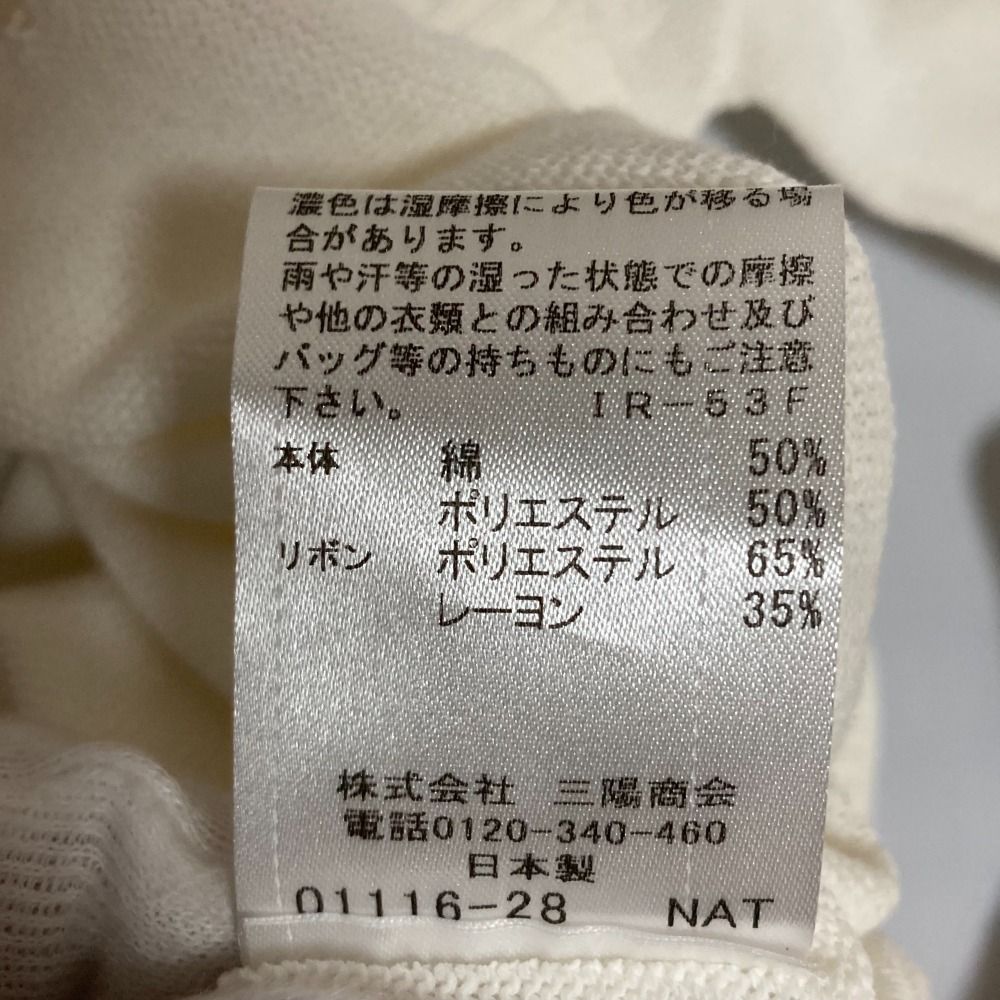 濃色は湿摩擦により色が移る場
合があります。
雨や汗等の湿った状態での摩擦
や他の衣類との組み合わせ及び
バッグ等の持ちものにもご注意
下さい。 IR-53F
本体 綿 50%
ポリエステル 50%
リボン ポリエステル 65%
レーヨン 35%
株式会社 三陽商会
電話0120-340-460
日本製
01116-28 NAT